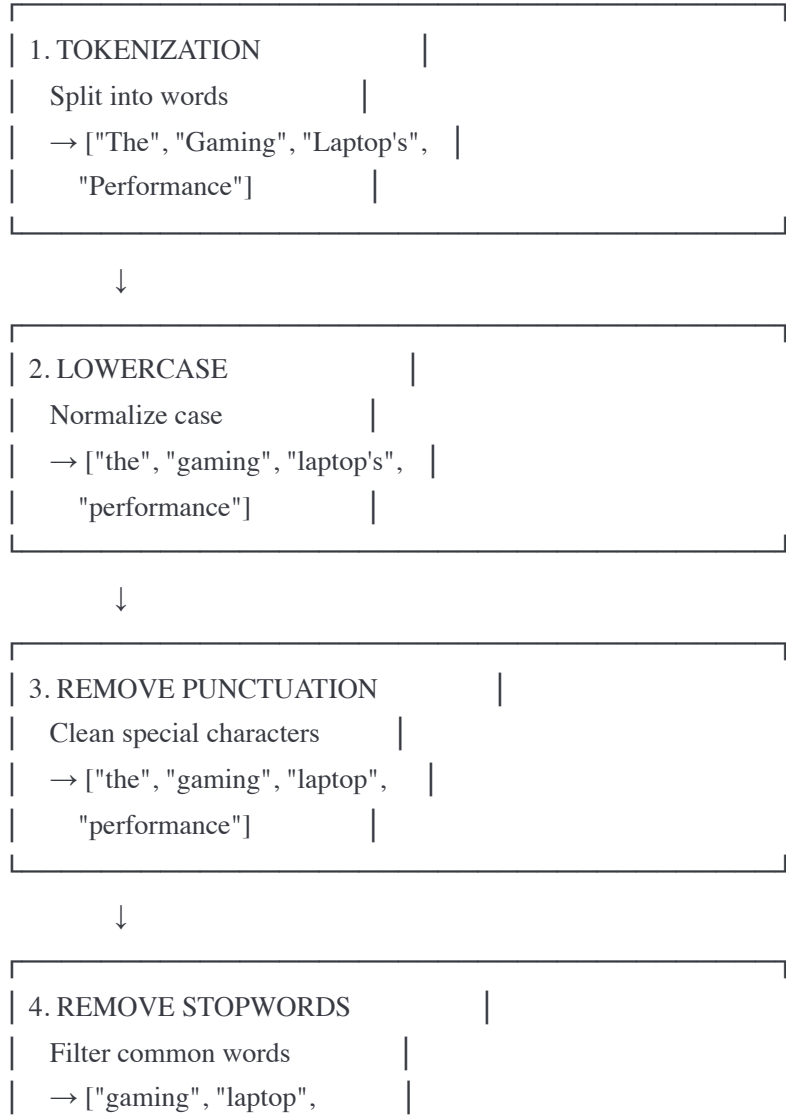 1. TOKENIZATION
Split into words
→ ["The", "Gaming", "Laptop's",
"Performance"]
↓
2. LOWERCASE
Normalize case
→ ["the", "gaming", "laptop's",
"performance"]
↓
3. REMOVE PUNCTUATION
Clean special characters
→ ["the", "gaming", "laptop",
"performance"]
↓
4. REMOVE STOPWORDS
Filter common words
→ ["gaming", "laptop",